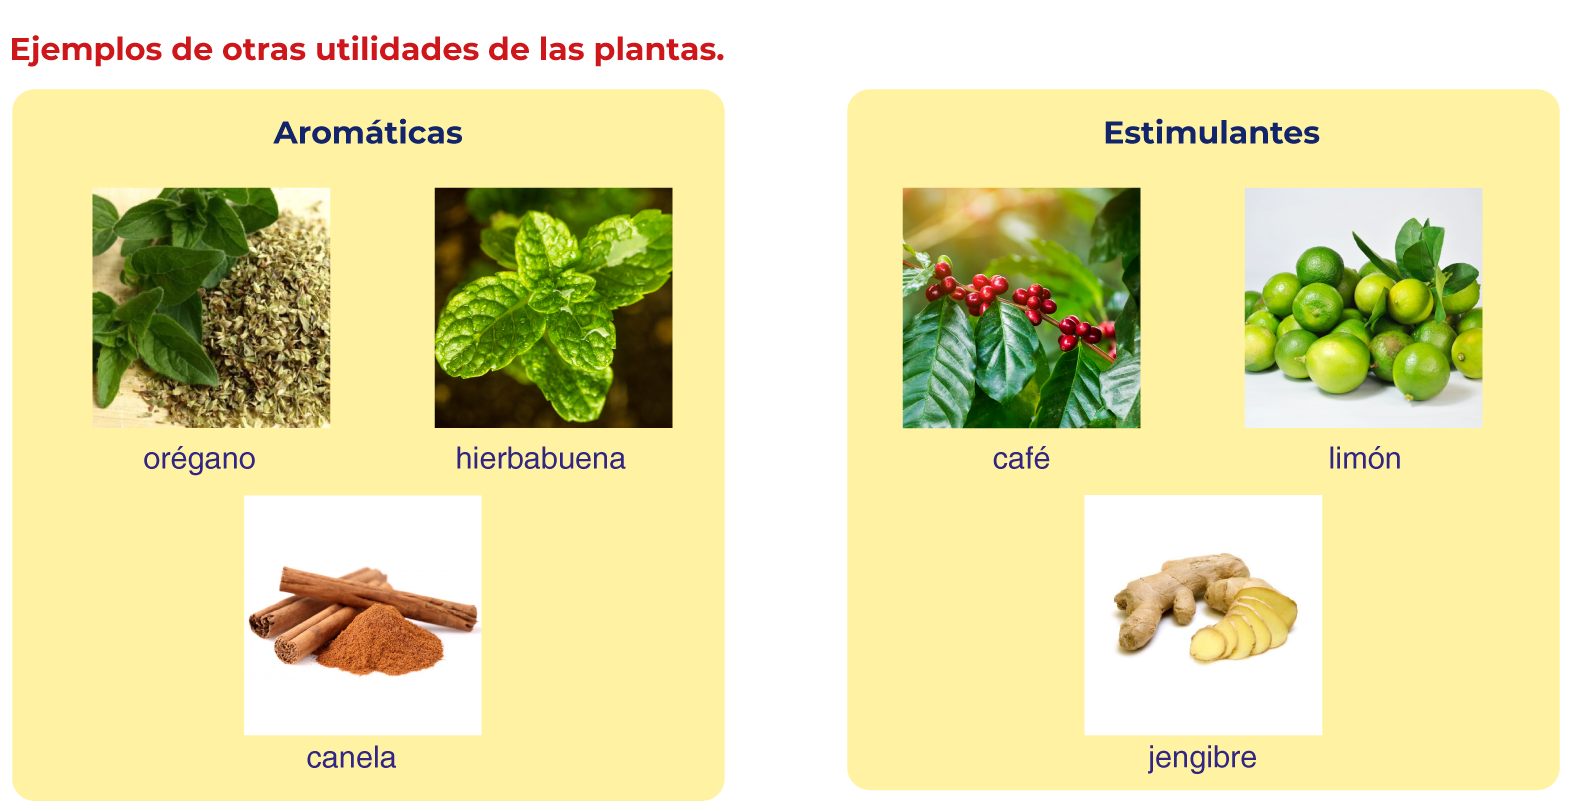 Ejemplos de otras utilidades de las plantas.
Aromáticas
orégano
hierbabuena
canela
Estimulantes
café
limón
jengibre